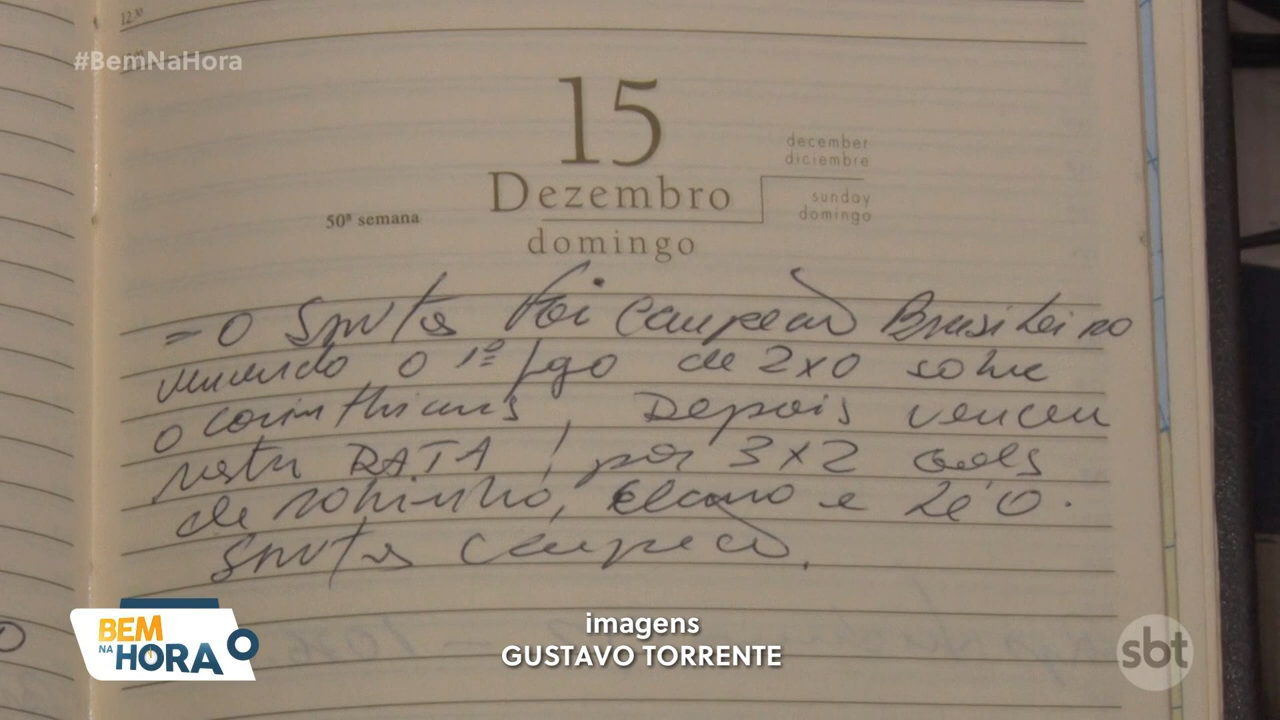 12,30
#BemNaHora
15
december
diciembre
Dezembro
50ª semana
sunday
domingo
domingo
= O Santos foi campeão Brasileiro
vencendo o 1º jogo de 2x0 sobre
o corinthians, Depois venceu
nesta DATA, por 3x2 Gols
de robinho, Elano e Léo.
Santos Campeão.
BEM
NA HORA
imagens
GUSTAVO TORRENTE
sbt